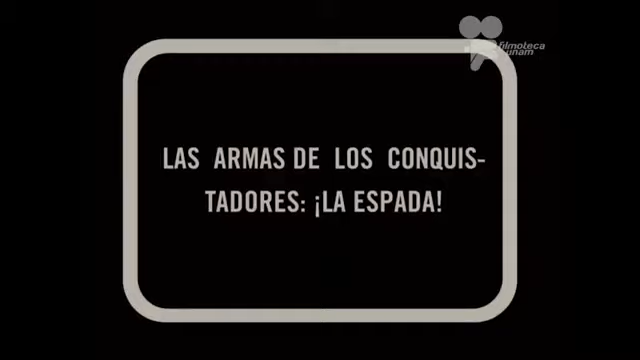 filmoteca
unam
LAS ARMAS DE LOS CONQUIS-
TADORES: ¡LA ESPADA!